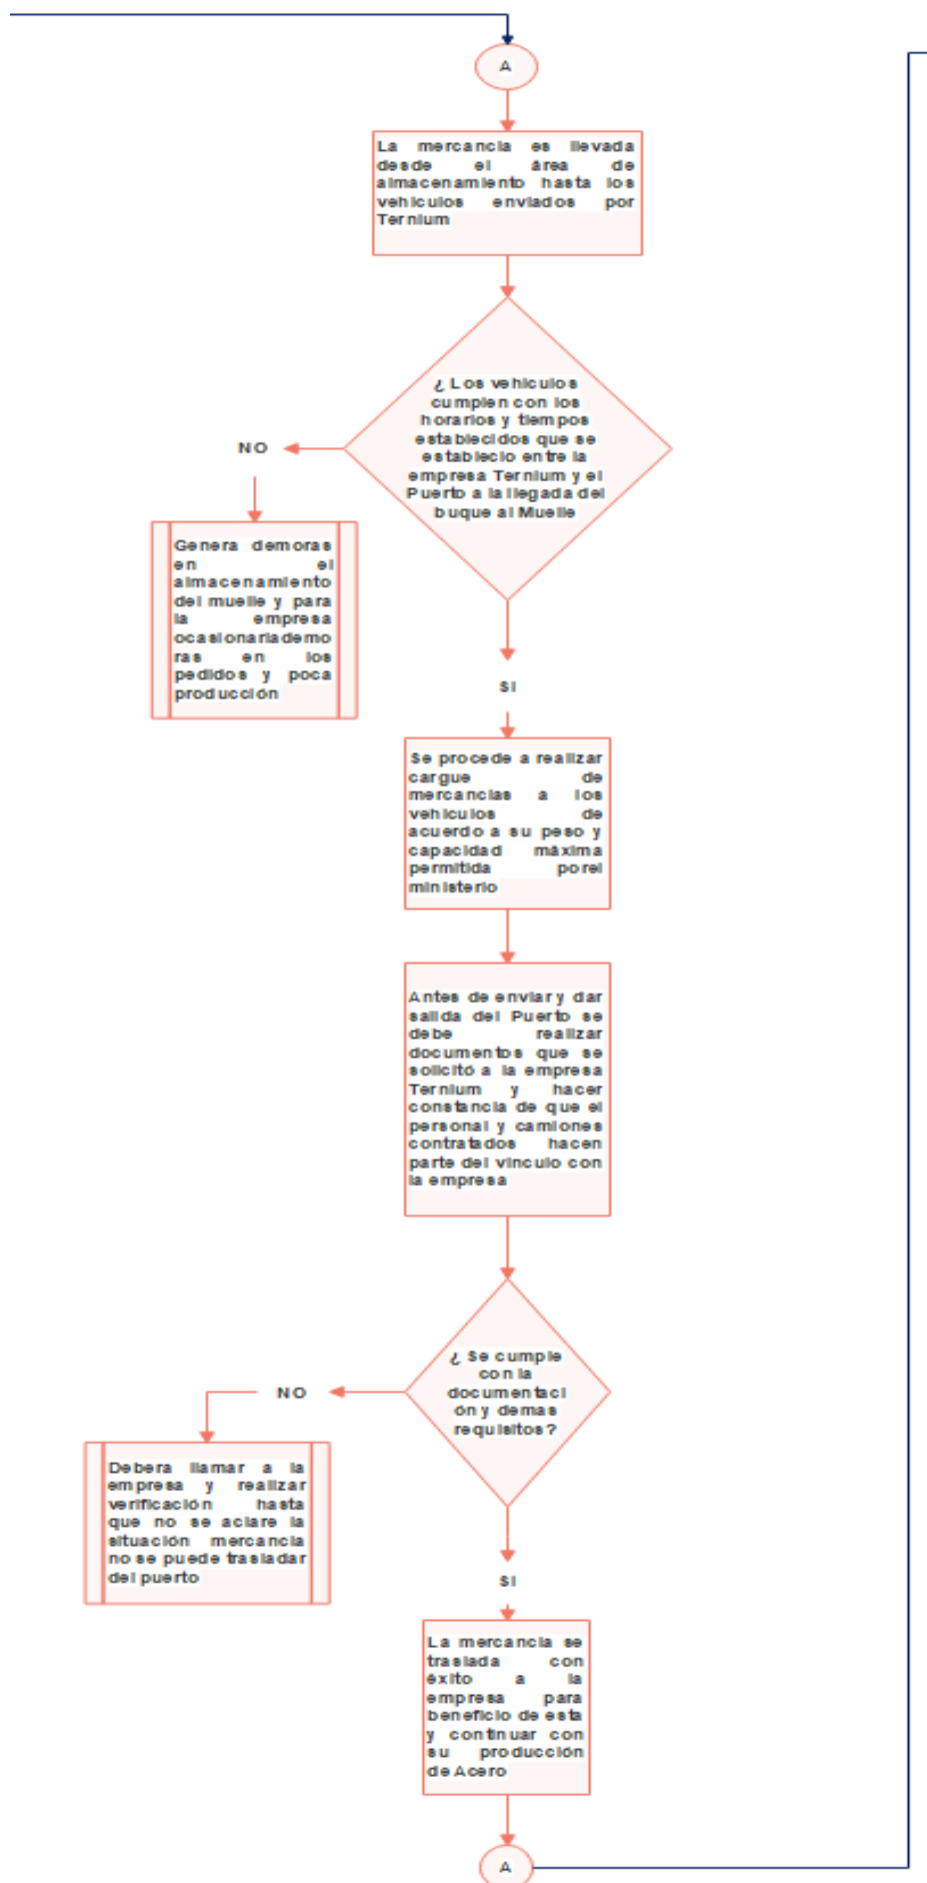 A
La mercancia es llevada
desde el área de
almacenamiento hasta los
vehiculos enviados por
Ternium
¿ Los vehiculos
cumplen con los
horarios y tiempos
establecidos que se
establecio entre la
empresa Ternium y el
Puerto a la llegada del
buque al Muelle
NO
Genera demoras
en el
almacenamiento
del muelle y para
la empresa
ocasionariademo
ras en los
pedidos y poca
producción
SI
Se procede a realizar
cargue de
mercancias a los
vehiculos de
acuerdo a su peso y
capacidad máxima
permitida porel
ministerio
Antes de enviar y dar
salida del Puerto se
debe realizar
documentos que se
solicitó a la empresa
Ternium y hacer
constancia de que el
personal y camiones
contratados hacen
parte del vinculo con
la empresa
¿ Se cumple
con la
documentaci
ón y demas
requisitos?
NO
Debera llamar a la
empresa y realizar
verificación hasta
que no se aclare la
situación mercancia
no se puede trasladar
del puerto
SI
La mercancia se
traslada con
éxito a la
empresa para
beneficio de esta
y continuar con
su producción
de Acero
A